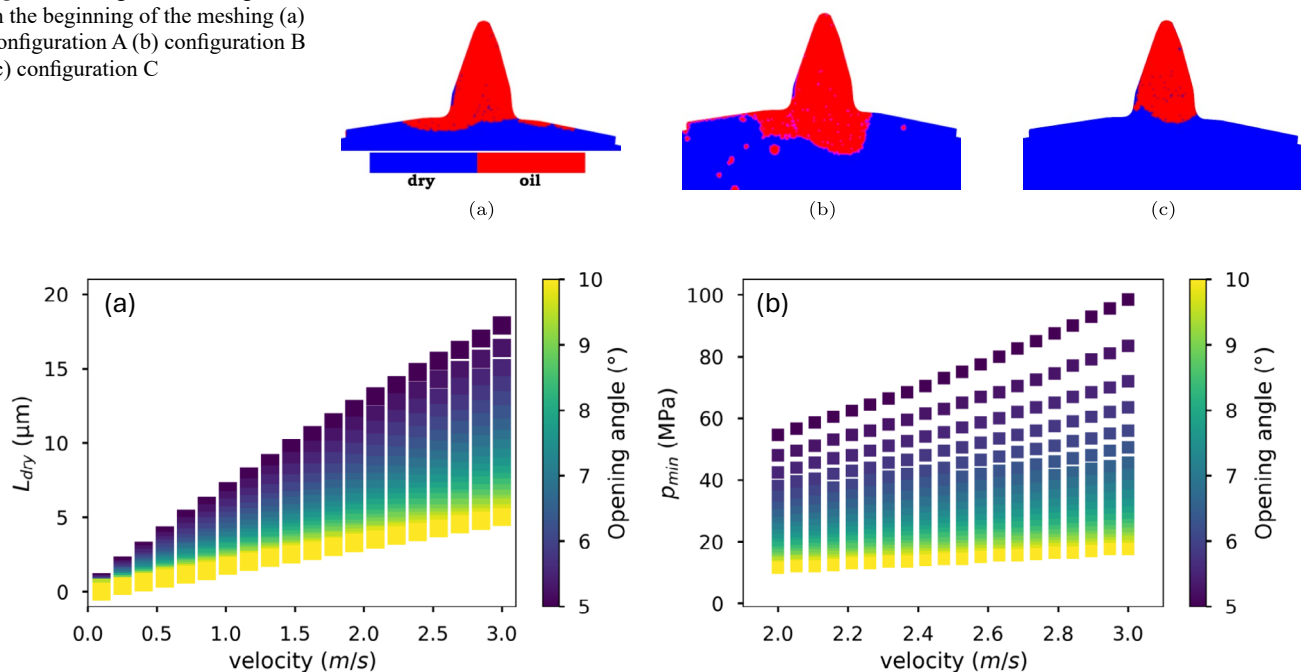 n the beginning of the meshing (a)
onfiguration A (b) configuration B
c) configuration C
dry oil
(a) (b) (c)
(a)
20
15
10
5
0
L_dry (μm)
0.0 0.5 1.0 1.5 2.0 2.5 3.0
velocity (m/s)
10
9
8
7
6
5
Opening angle (°)
(b)
100
80
60
40
20
0
p_min (MPa)
2.0 2.2 2.4 2.6 2.8 3.0
velocity (m/s)
10
9
8
7
6
5
Opening angle (°)